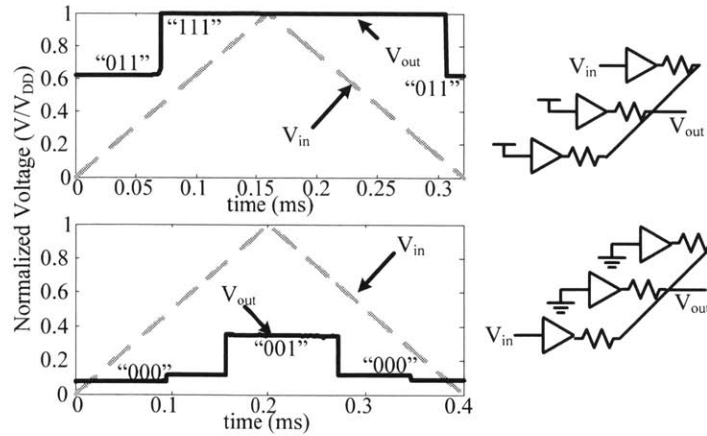 Normalized Voltage (V/V_DD)
1
0.8
0.6
0.4
0.2
0
"011"
"111"
V_out
V_in
"011"
0
0.05
0.1
0.15
0.2
0.25
0.3
time (ms)
V_in
V_out
1
0.8
0.6
0.4
0.2
0
V_in
V_out
"000"
"001"
"000"
0
0.1
0.2
0.3
0.4
time (ms)
V_out
V_in